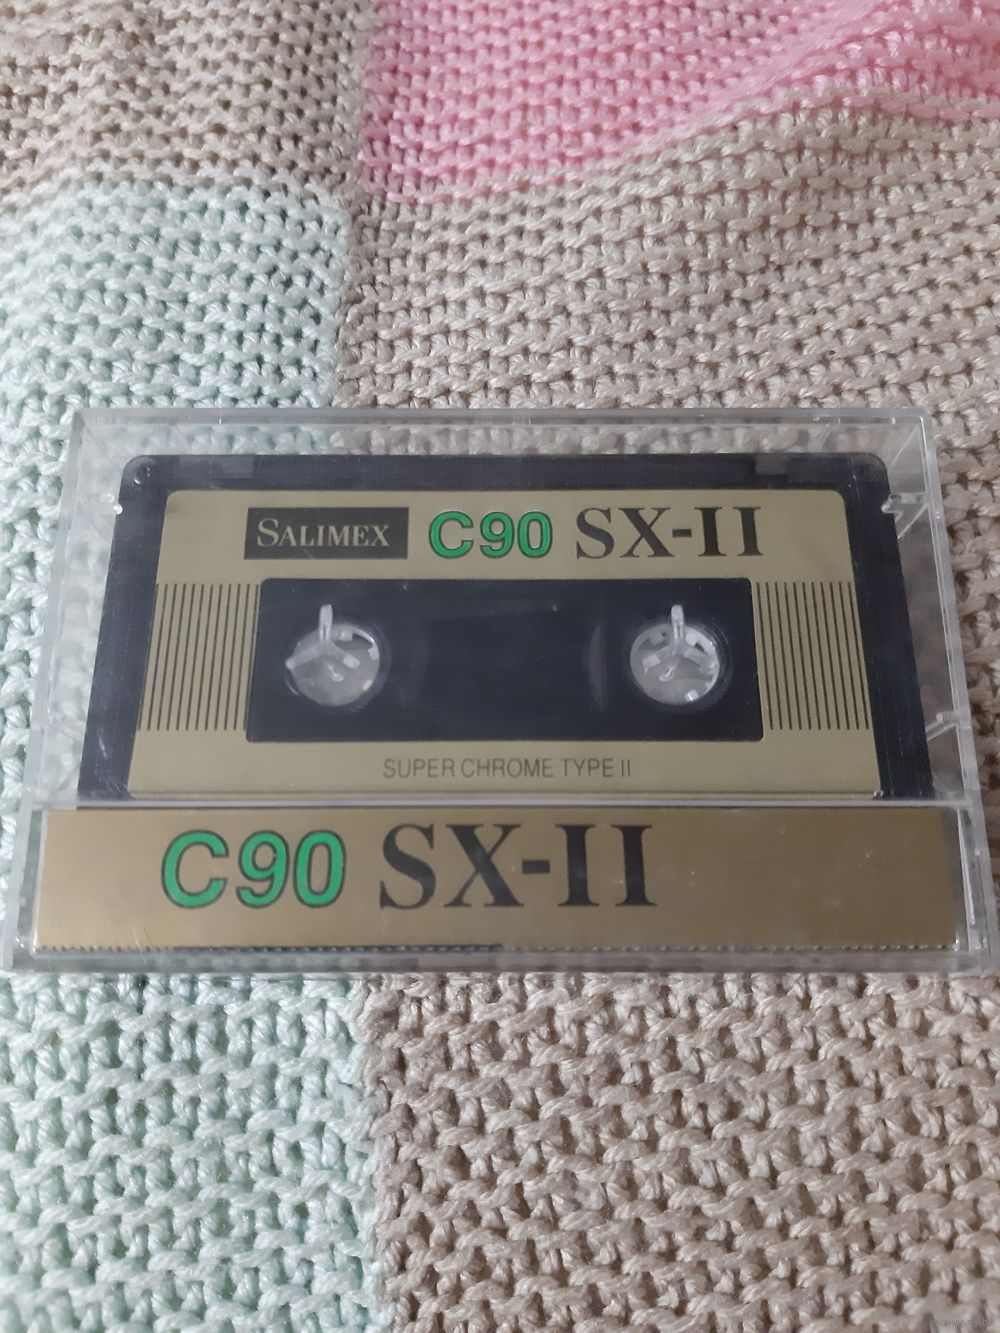 SALIMEX C90 SX-II
SUPER CHROME TYPE II
C90 SX-II